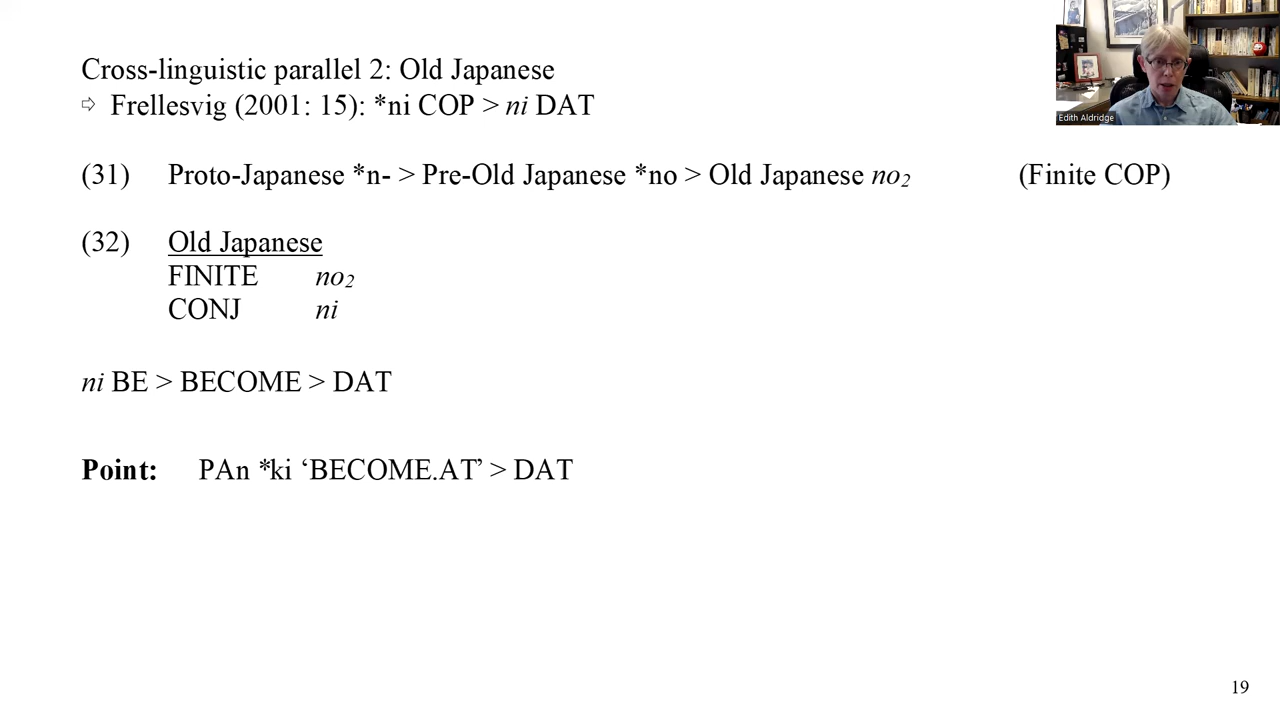 Cross-linguistic parallel 2: Old Japanese
⇨ Frellesvig (2001: 15): *ni COP > ni DAT
(31) Proto-Japanese *n- > Pre-Old Japanese *no > Old Japanese no₂ (Finite COP)
(32) Old Japanese
FINITE no₂
CONJ ni
ni BE > BECOME > DAT
Point: PAn *ki ‘BECOME.AT’ > DAT
19
Edith Aldridge